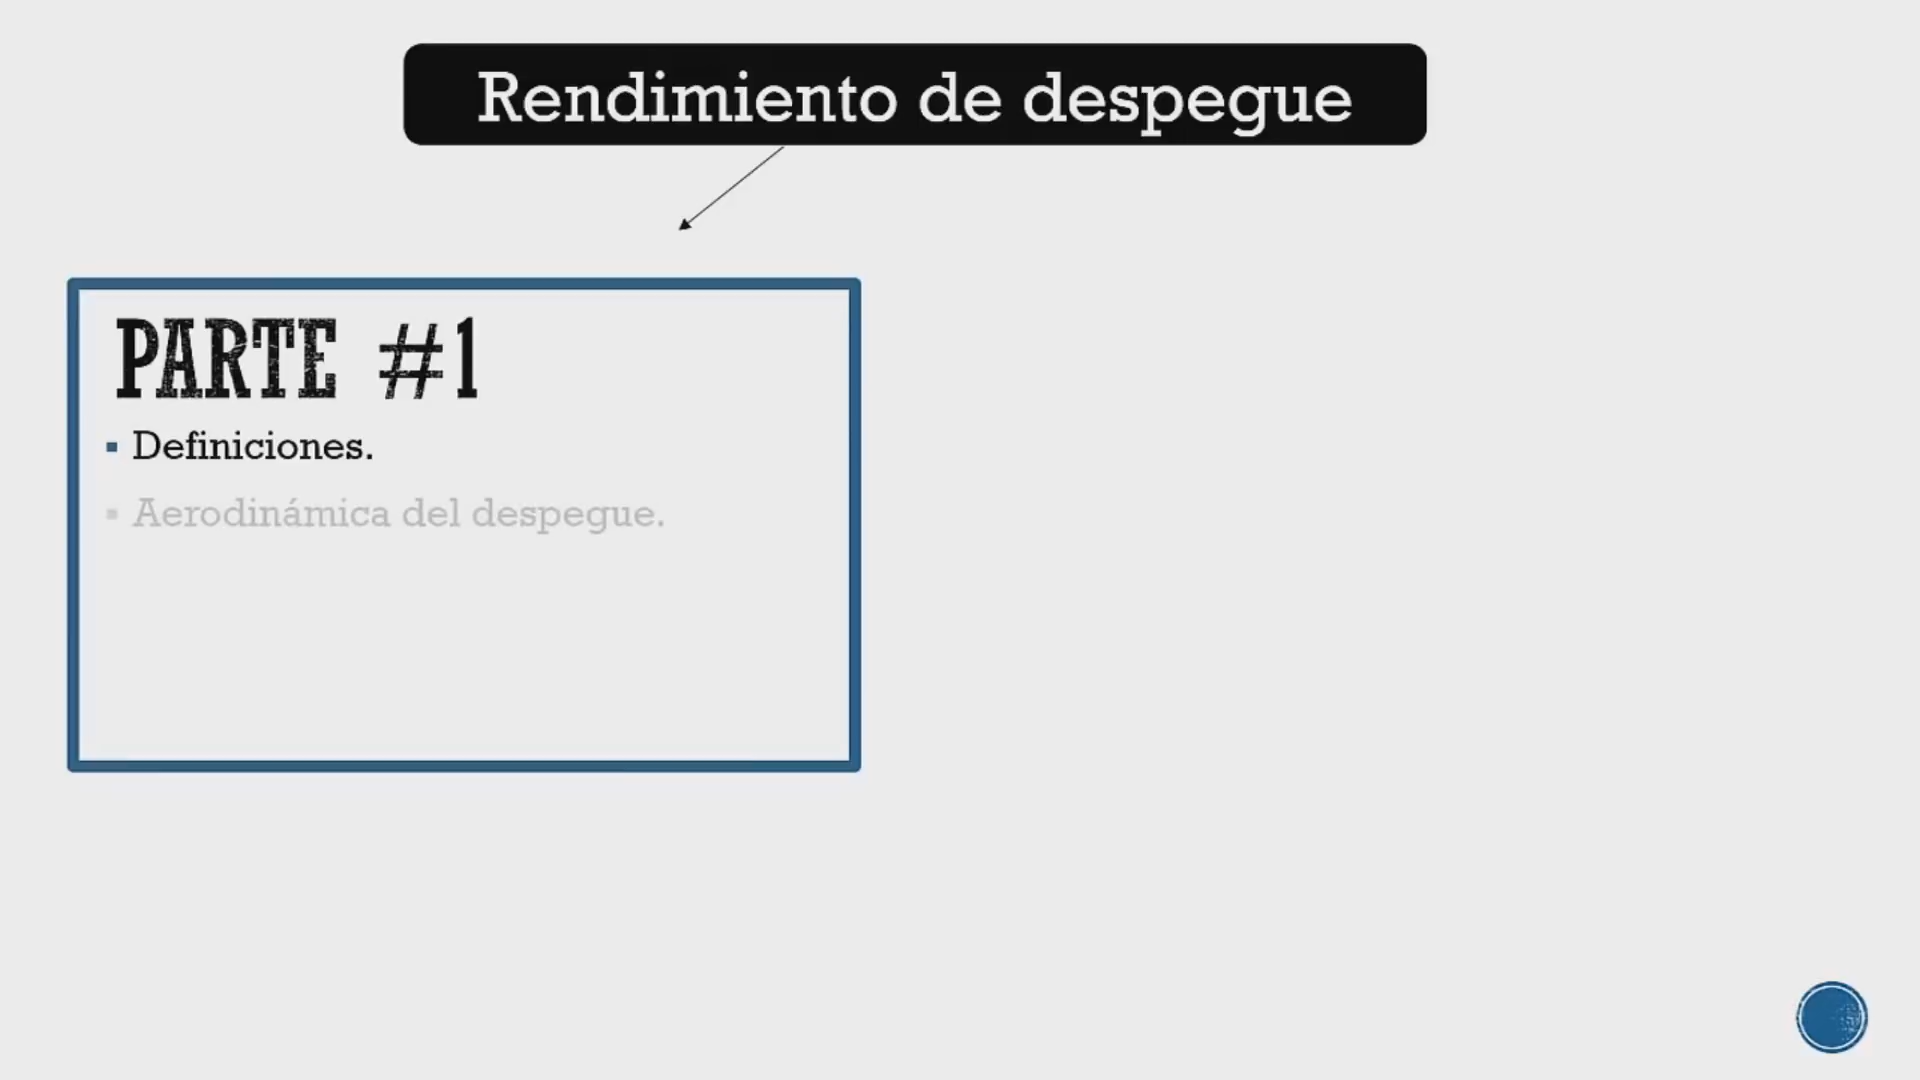 Rendimiento de despegue
PARTE #1
Definiciones.
Aerodinámica del despegue.